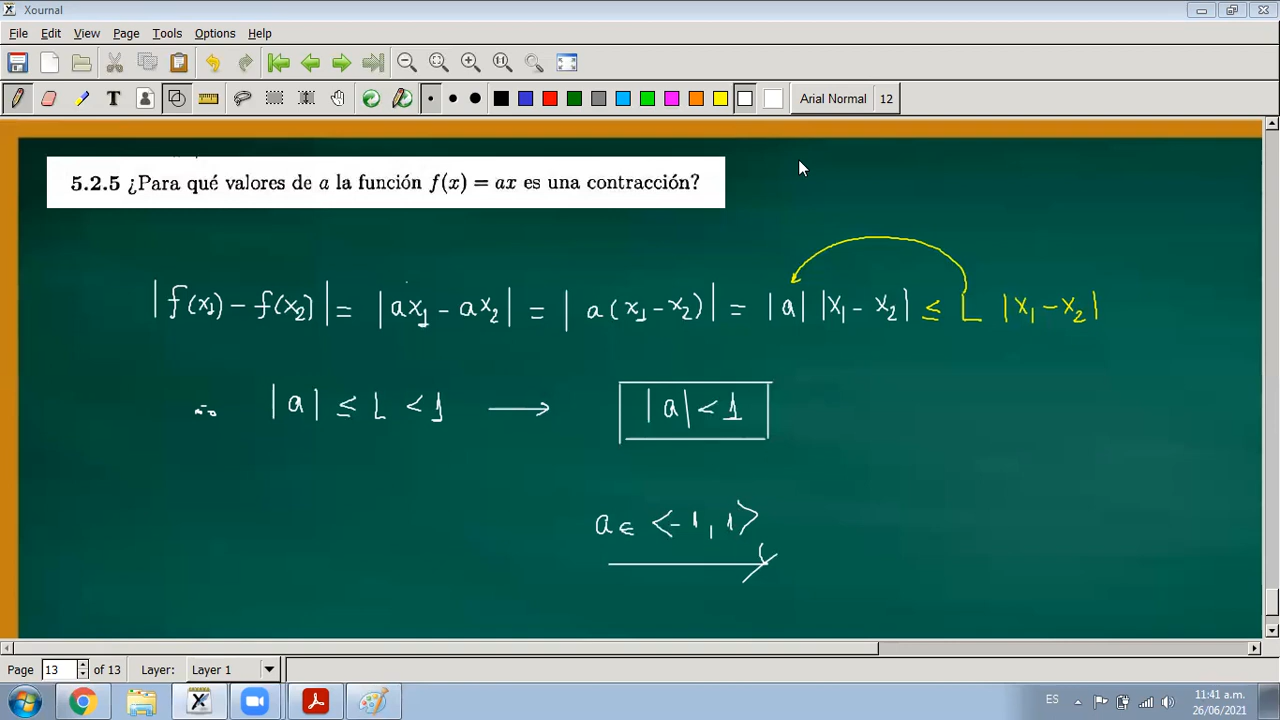 Xournal
File Edit View Page Tools Options Help
Arial Normal 12
5.2.5 ¿Para qué valores de a la función f(x) = ax es una contracción?
|f(x₁) − f(x₂)| = |ax₁ − ax₂| = |a(x₁ − x₂)| = |a| |x₁ − x₂| ≤ L |x₁ − x₂|
∴ |a| ≤ L < 1 → |a| < 1
a ∈ <-1, 1>
Page 13 of 13 Layer: Layer 1
ES 11:41 a.m.
26/06/2021